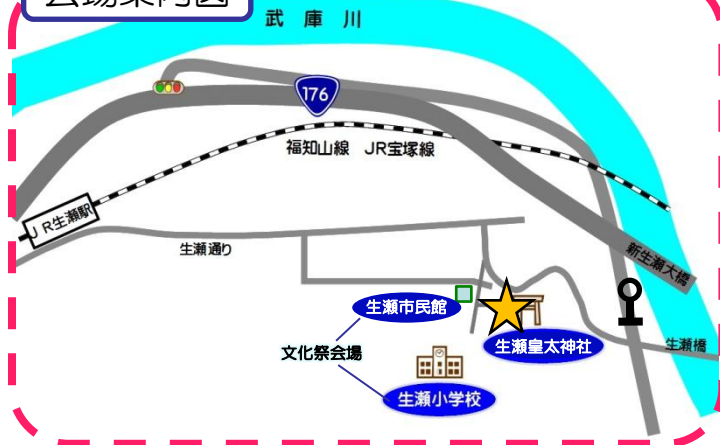 会場案内図
武庫川
176
福知山線 JR宝塚線
JR生瀬駅
生瀬通り
新生瀬大橋
生瀬市民館
生瀬皇太神社
生瀬橋
文化祭会場
生瀬小学校